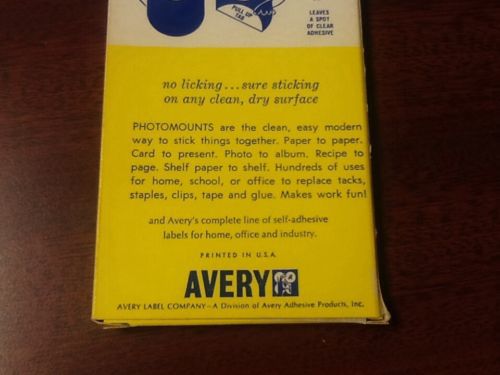 PULL UP
TAB
LEAVES
A SPOT
OF CLEAR
ADHESIVE
no licking...sure sticking
on any clean, dry surface
PHOTOMOUNTS are the clean, easy modern
way to stick things together. Paper to paper.
Card to present. Photo to album. Recipe to
page. Shelf paper to shelf. Hundreds of uses
for home, school, or office to replace tacks,
staples, clips, tape and glue. Makes work fun!
and Avery's complete line of self-adhesive
labels for home, office and industry.
PRINTED IN U.S.A.
AVERY
AVERY LABEL COMPANY—A Division of Avery Adhesive Products, Inc.